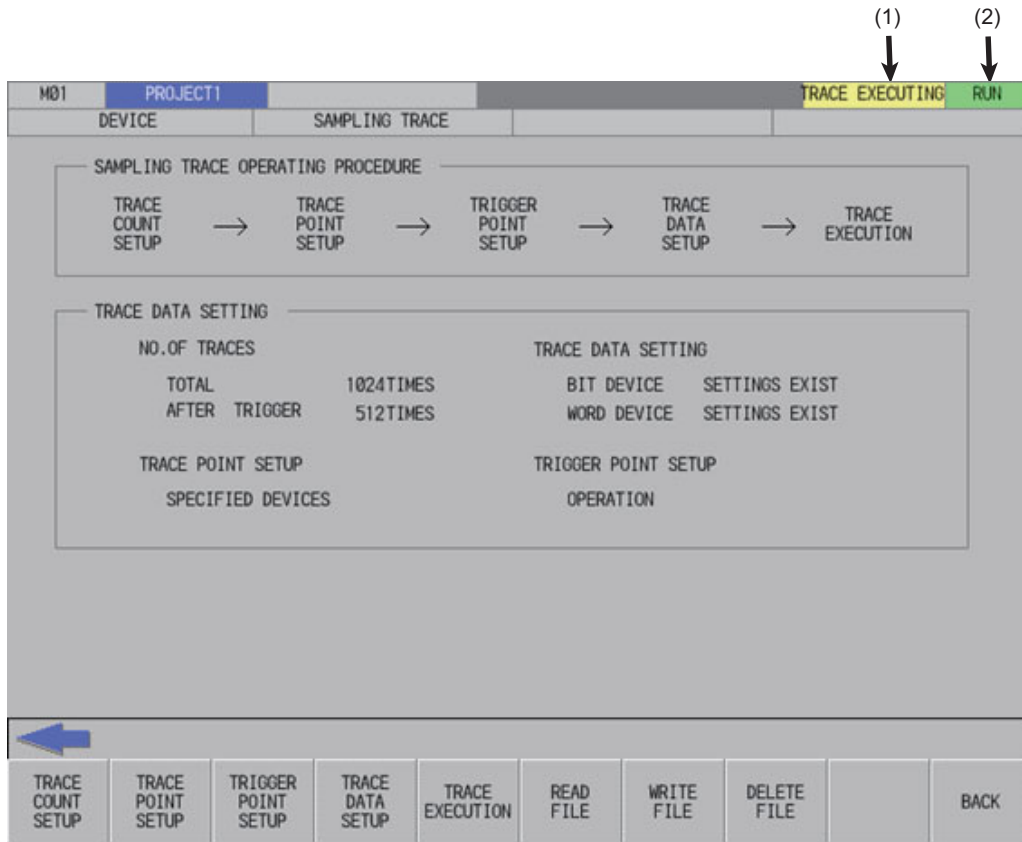 (1) (2)
M01 PROJECT1 TRACE EXECUTING RUN
DEVICE SAMPLING TRACE
SAMPLING TRACE OPERATING PROCEDURE
TRACE COUNT SETUP → TRACE POINT SETUP → TRIGGER POINT SETUP → TRACE DATA SETUP → TRACE EXECUTION
TRACE DATA SETTING
NO.OF TRACES TRACE DATA SETTING
TOTAL 1024TIMES BIT DEVICE SETTINGS EXIST
AFTER TRIGGER 512TIMES WORD DEVICE SETTINGS EXIST
TRACE POINT SETUP TRIGGER POINT SETUP
SPECIFIED DEVICES OPERATION
TRACE COUNT SETUP TRACE POINT SETUP TRIGGER POINT SETUP TRACE DATA SETUP TRACE EXECUTION READ FILE WRITE FILE DELETE FILE BACK